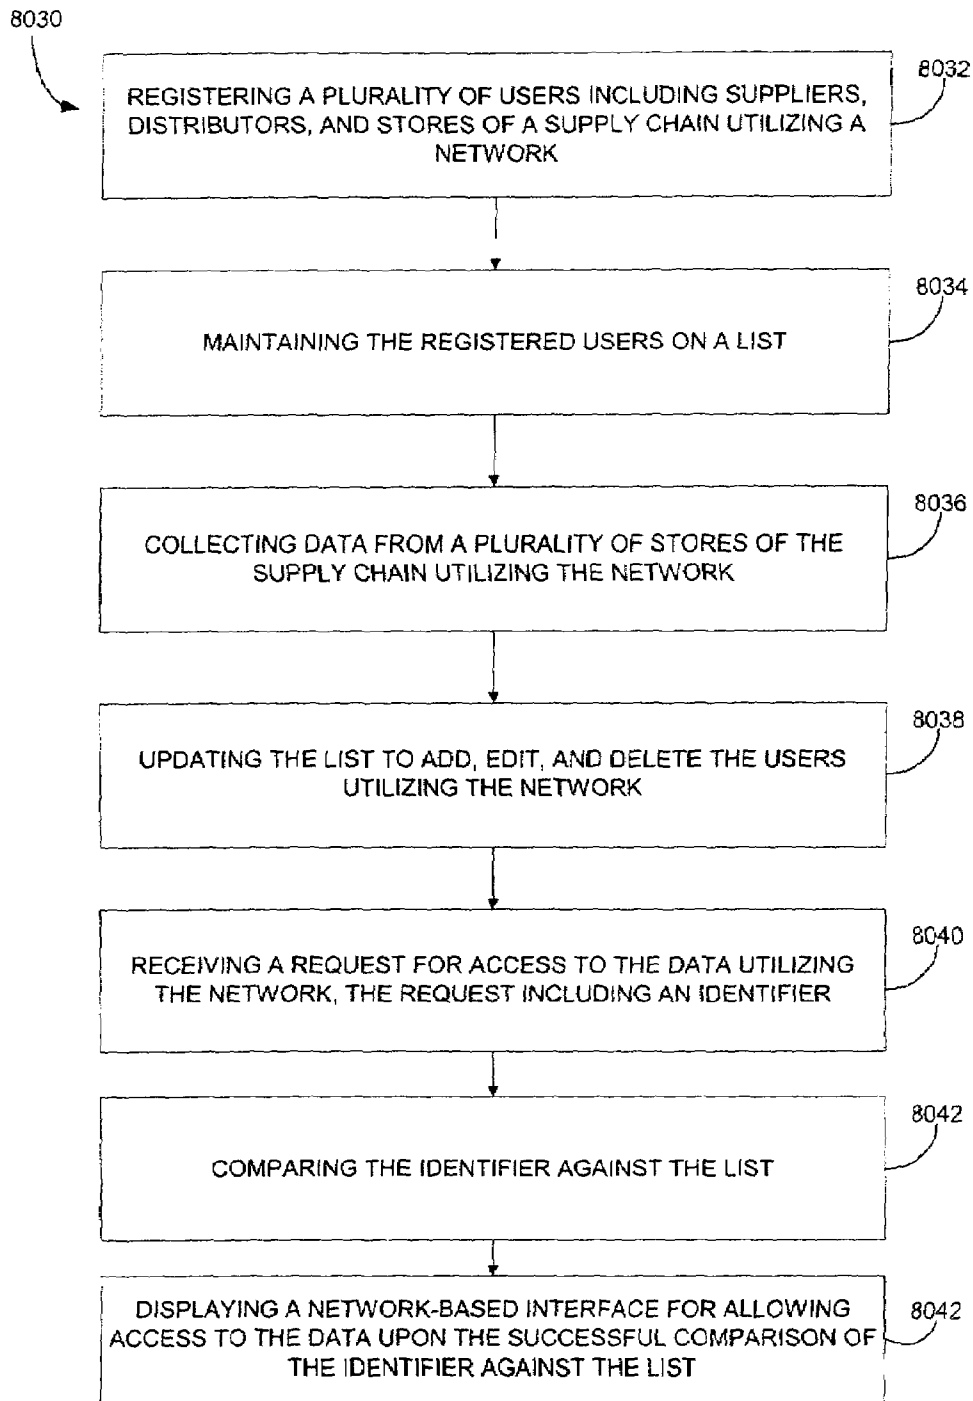 8030
8032
REGISTERING A PLURALITY OF USERS INCLUDING SUPPLIERS,
DISTRIBUTORS, AND STORES OF A SUPPLY CHAIN UTILIZING A
NETWORK
8034
MAINTAINING THE REGISTERED USERS ON A LIST
8036
COLLECTING DATA FROM A PLURALITY OF STORES OF THE
SUPPLY CHAIN UTILIZING THE NETWORK
8038
UPDATING THE LIST TO ADD, EDIT, AND DELETE THE USERS
UTILIZING THE NETWORK
8040
RECEIVING A REQUEST FOR ACCESS TO THE DATA UTILIZING
THE NETWORK, THE REQUEST INCLUDING AN IDENTIFIER
8042
COMPARING THE IDENTIFIER AGAINST THE LIST
8042
DISPLAYING A NETWORK-BASED INTERFACE FOR ALLOWING
ACCESS TO THE DATA UPON THE SUCCESSFUL COMPARISON OF
THE IDENTIFIER AGAINST THE LIST